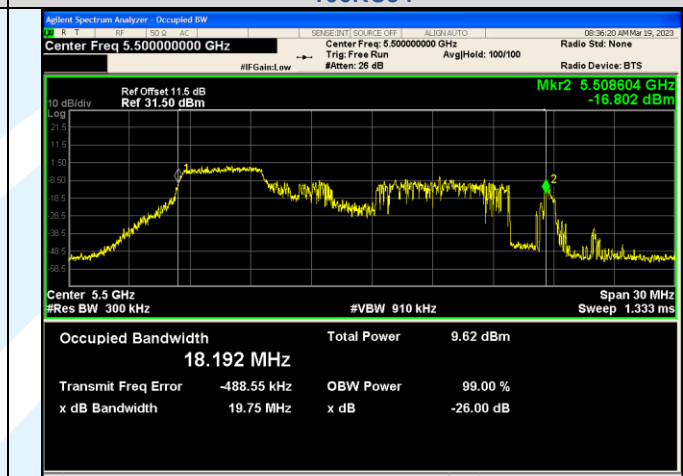 Agilent Spectrum Analyzer - Occupied BW
R T RF 50 Ω AC SENSE:INT SOURCE OFF ALIGNAUTO 08:36:20 AM Mar 19, 2023
Center Freq 5.500000000 GHz Center Freq: 5.500000000 GHz Radio Std: None
Trig: Free Run Avg|Hold: 100/100
#IFGain:Low #Atten: 26 dB Radio Device: BTS
Ref Offset 11.5 dB Mkr2 5.508604 GHz
10 dB/div Ref 31.50 dBm -16.802 dBm
Log
21.5
11.5
1.50
-8.50
-18.5
-28.5
-38.5
-48.5
-58.5
1
2
Center 5.5 GHz Span 30 MHz
#Res BW 300 kHz #VBW 910 kHz Sweep 1.333 ms
Occupied Bandwidth Total Power 9.62 dBm
18.192 MHz
Transmit Freq Error -488.55 kHz OBW Power 99.00 %
x dB Bandwidth 19.75 MHz x dB -26.00 dB